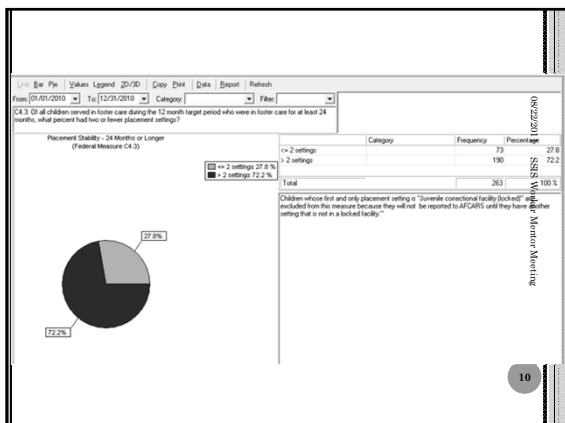 Line Bar Pie Values Legend 2D/3D Copy Print Data Report Refresh
From: 01/01/2010 To: 12/31/2010 Category: Filter:
C4.3: Of all children served in foster care during the 12 month target period who were in foster care for at least 24
months, what percent had two or fewer placement settings?
Placement Stability - 24 Months or Longer
(Federal Measure C4.3)
<= 2 settings 27.8 %
> 2 settings 72.2 %
27.8%
72.2%
Category Frequency Percentage
<= 2 settings 73 27.8
> 2 settings 190 72.2
Total 263 100 %
Children whose first and only placement setting is "Juvenile correctional facility (locked)"
excluded from this measure because they will not be reported to AFCARS until they have another
setting that is not in a locked facility."
SSIS Worker Mentor Meeting
10